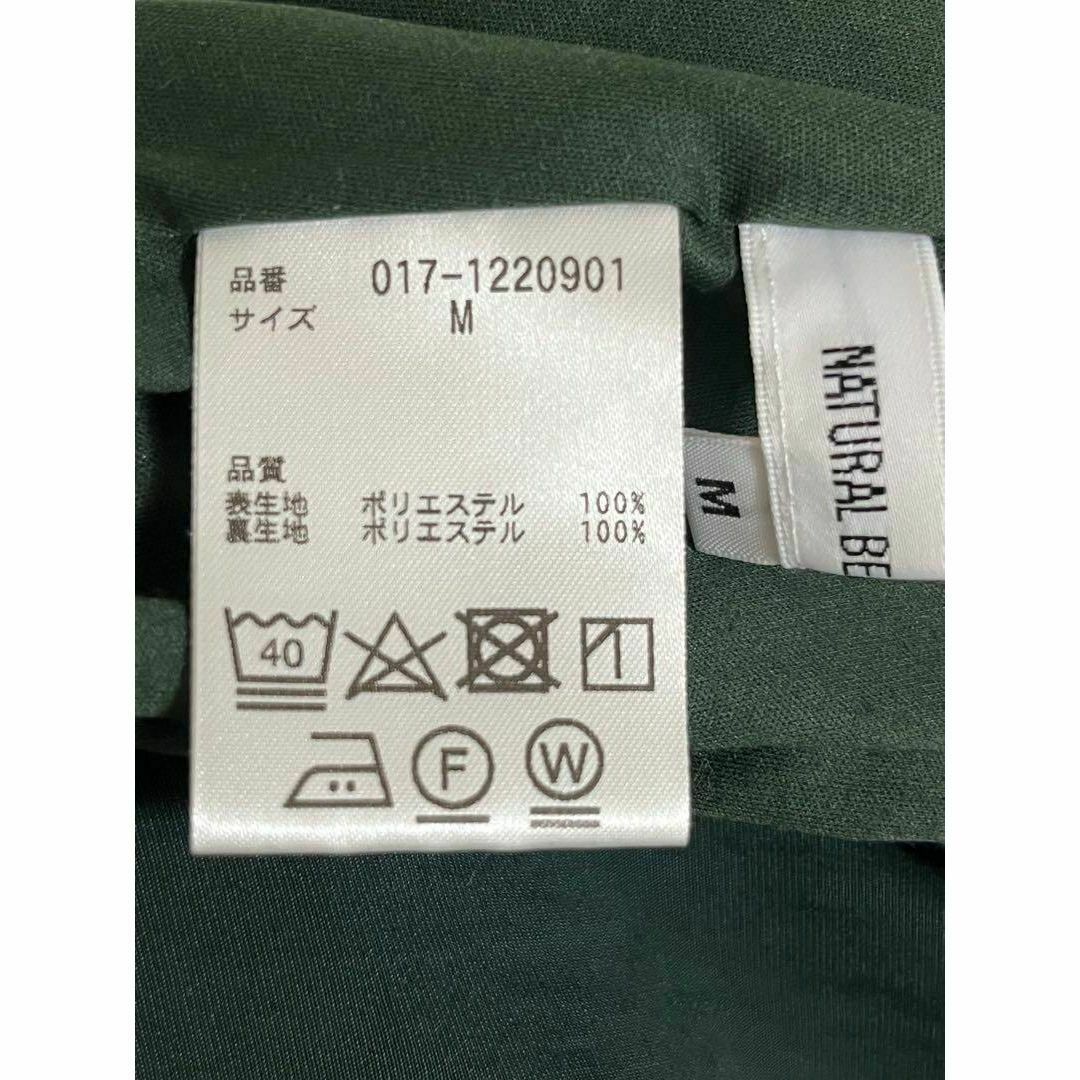 品番 017-1220901
サイズ M
品質
表生地 ポリエステル 100%
裏生地 ポリエステル 100%
40
F
W
M
NATURAL BE